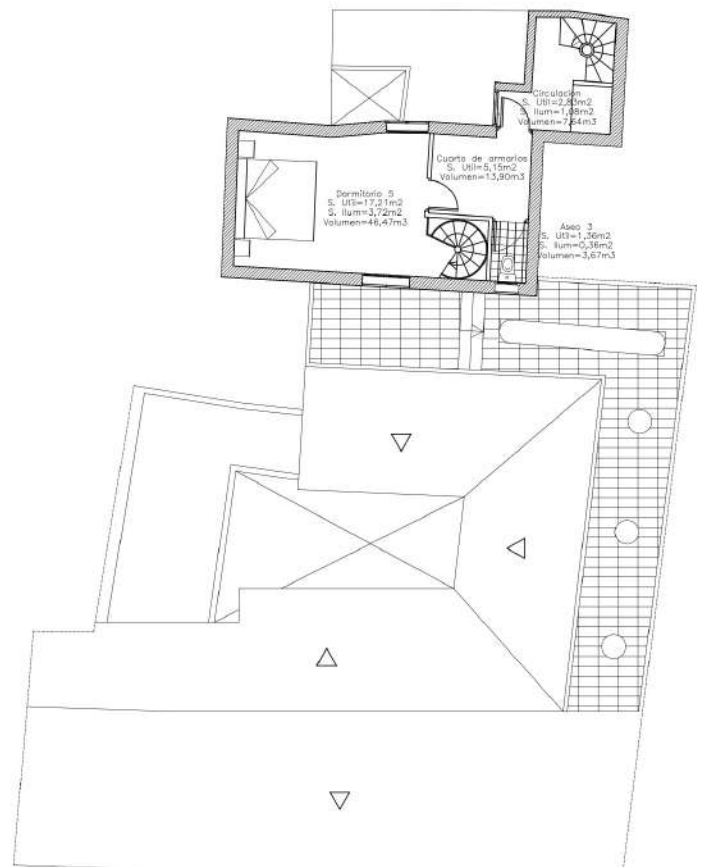 Circulacion
S. Util=2,83m2
S. Ilum=1,08m2
Volumen=7,64m3
Cuarto de armarios
S. Util=5,15m2
Volumen=13,90m3
Dormitorio 5
S. Util=17,21m2
S. Ilum=3,72m2
Volumen=46,47m3
Aseo 3
S. Util=1,36m2
S. Ilum=0,36m2
Volumen=3,67m3